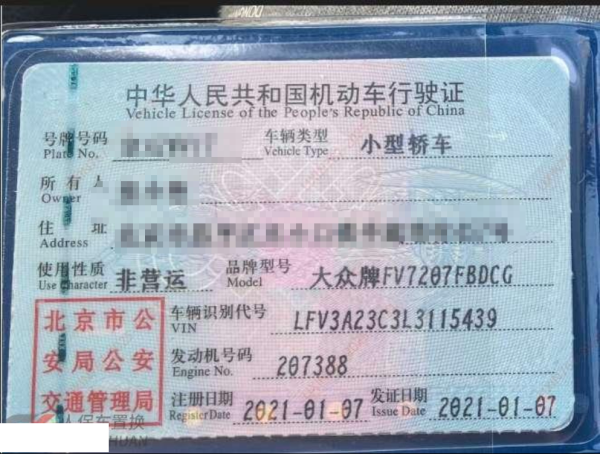 中华人民共和国机动车行驶证
Vehicle License of the People's Republic of China
号牌号码 车辆类型 小型轿车
Plate No. Vehicle Type
所有人
Owner
住址
Address
使用性质 非营运 品牌型号 大众牌FV7207FBDCG
Use Character Model
北京市公
安局公安
交通管理局
车辆识别代号 LFV3A23C3L3115439
VIN
发动机号码 207388
Engine No.
注册日期 2021-01-07 发证日期 2021-01-07
Register Date Issue Date
人保车置换